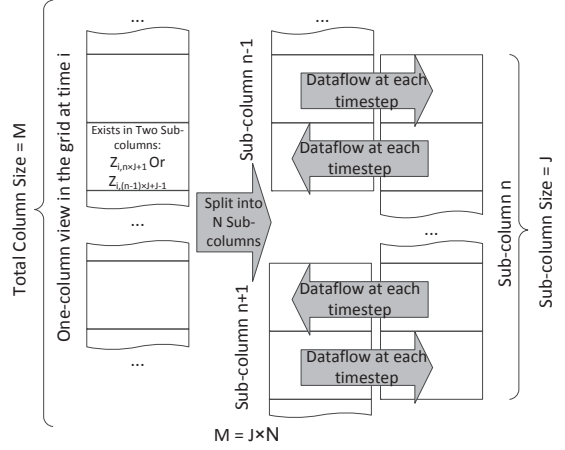 Total Column Size = M
One-column view in the grid at time i
...
Exists in Two Sub-
columns:
Z_{i,n×J+1} Or
Z_{i,(n-1)×J+J-1}
...
...
Split into
N Sub-
columns
...
Sub-column n-1
Dataflow at each
timestep
Dataflow at each
timestep
...
Sub-column n+1
Dataflow at each
timestep
Dataflow at each
timestep
Sub-column n
Sub-column Size = J
M = J×N